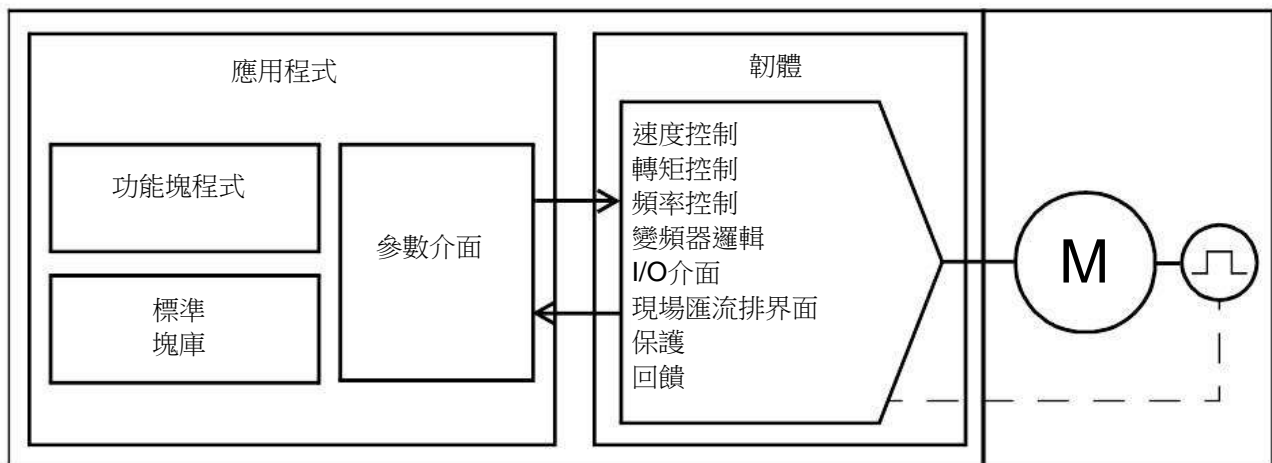 應用程式
功能塊程式
標準
塊庫
參數介面
韌體
速度控制
轉矩控制
頻率控制
變頻器邏輯
I/O介面
現場匯流排界面
保護
回饋
M